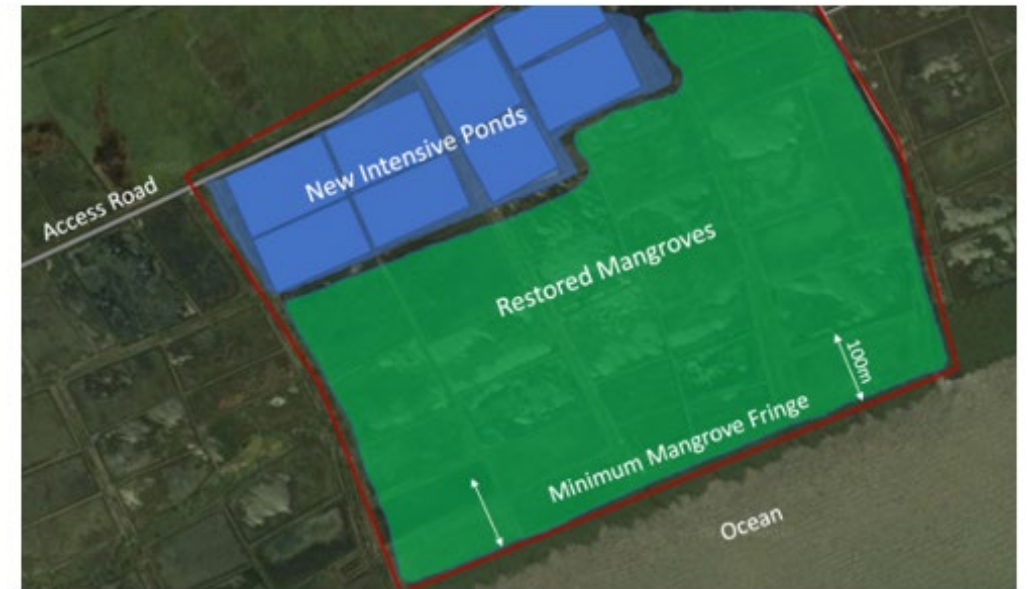 New Intensive Ponds
Access Road
Restored Mangroves
100m
Minimum Mangrove Fringe
Ocean